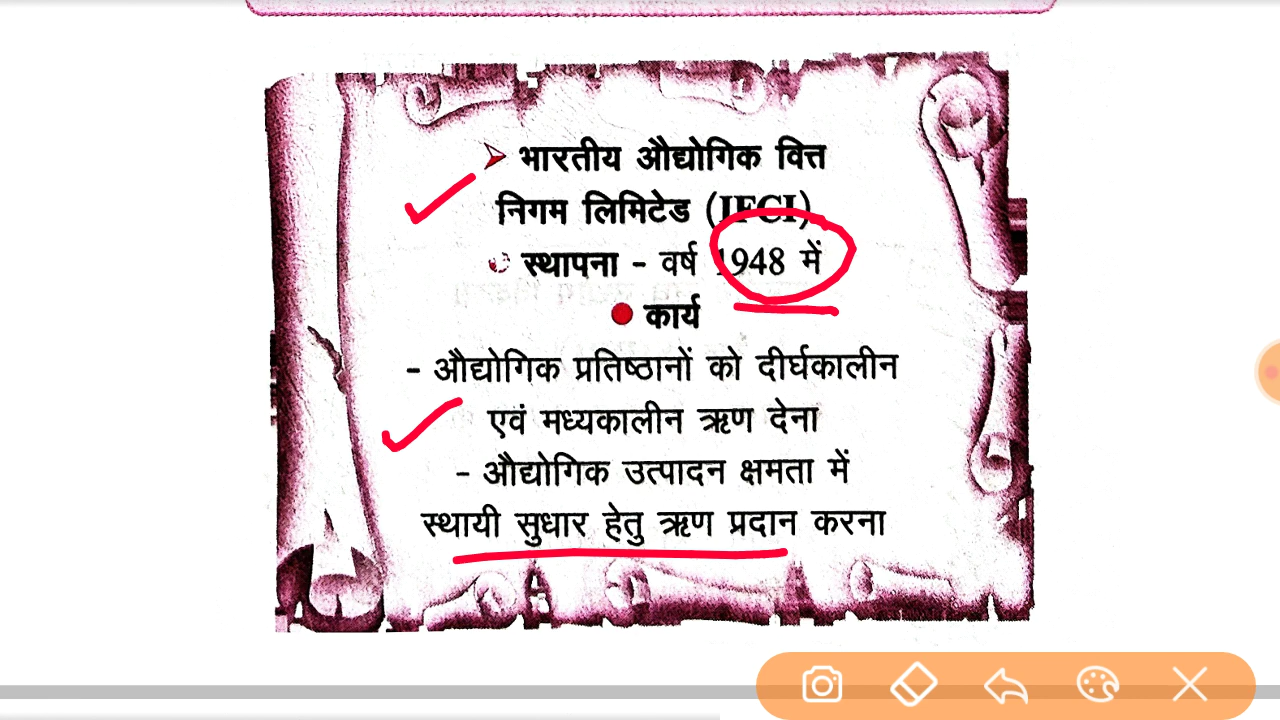 ➢ भारतीय औद्योगिक वित्त
निगम लिमिटेड (IFCI)
स्थापना - वर्ष 1948 में
● कार्य
- औद्योगिक प्रतिष्ठानों को दीर्घकालीन
एवं मध्यकालीन ऋण देना
- औद्योगिक उत्पादन क्षमता में
स्थायी सुधार हेतु ऋण प्रदान करना